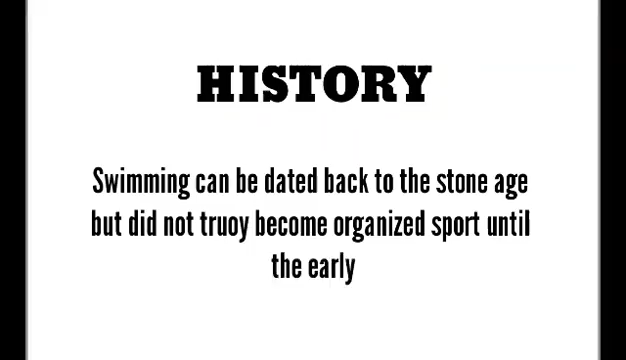 HISTORY
Swimming can be dated back to the stone age
but did not truoy become organized sport until
the early